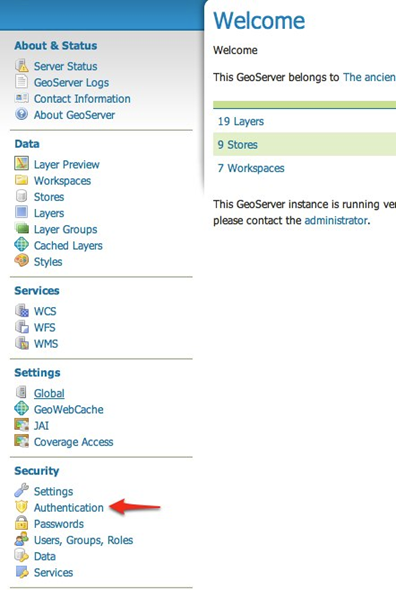 About & Status
Server Status
GeoServer Logs
Contact Information
About GeoServer
Data
Layer Preview
Workspaces
Stores
Layers
Layer Groups
Cached Layers
Styles
Services
WCS
WFS
WMS
Settings
Global
GeoWebCache
JAI
Coverage Access
Security
Settings
Authentication
Passwords
Users, Groups, Roles
Data
Services
Welcome
Welcome
This GeoServer belongs to The ancien
19 Layers
9 Stores
7 Workspaces
This GeoServer instance is running ver
please contact the administrator.